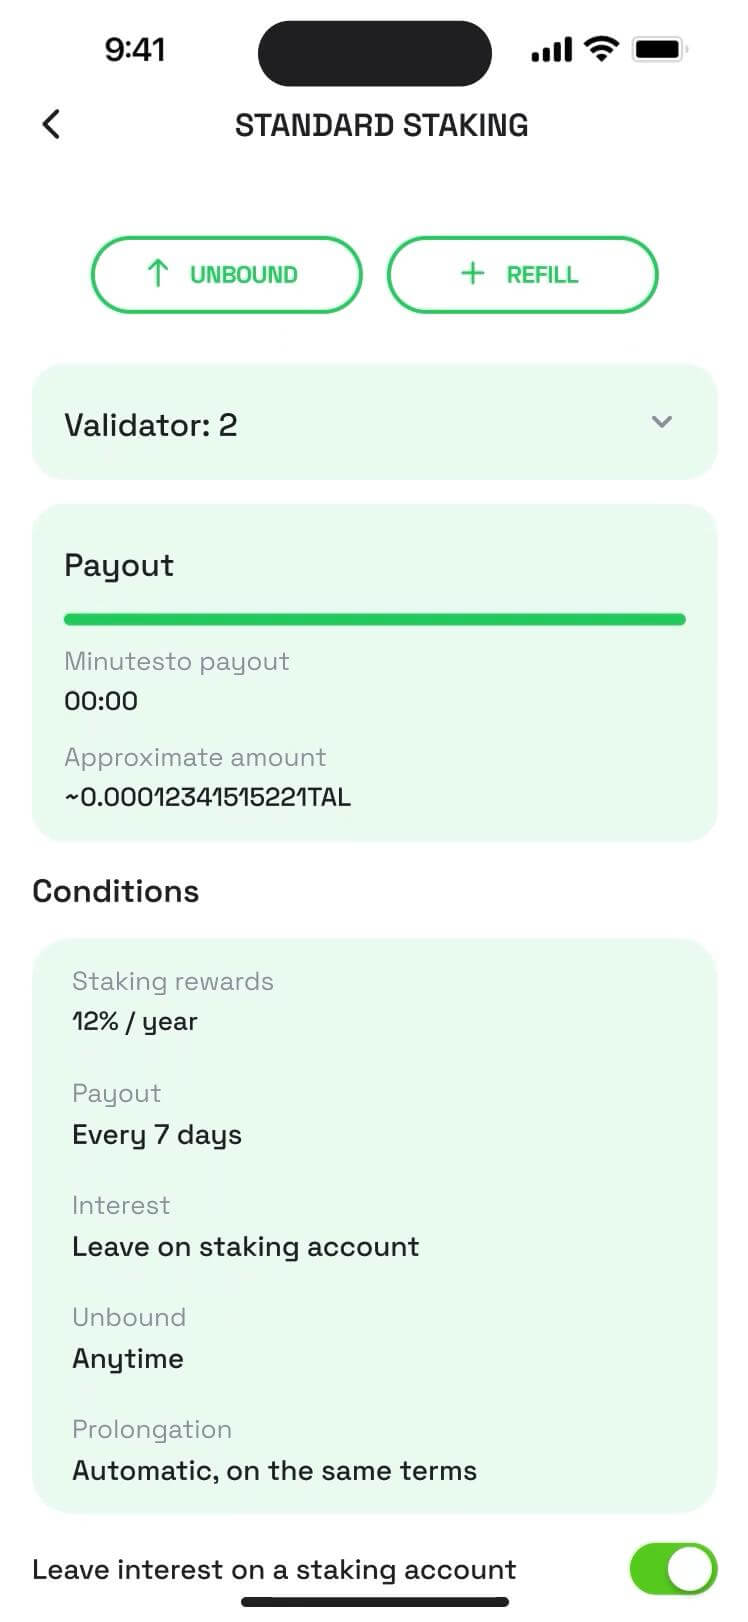 9:41
STANDARD STAKING
UNBOUND
REFILL
Validator: 2
Payout
Minutesto payout
00:00
Approximate amount
~0.00012341515221TAL
Conditions
Staking rewards
12% / year
Payout
Every 7 days
Interest
Leave on staking account
Unbound
Anytime
Prolongation
Automatic, on the same terms
Leave interest on a staking account